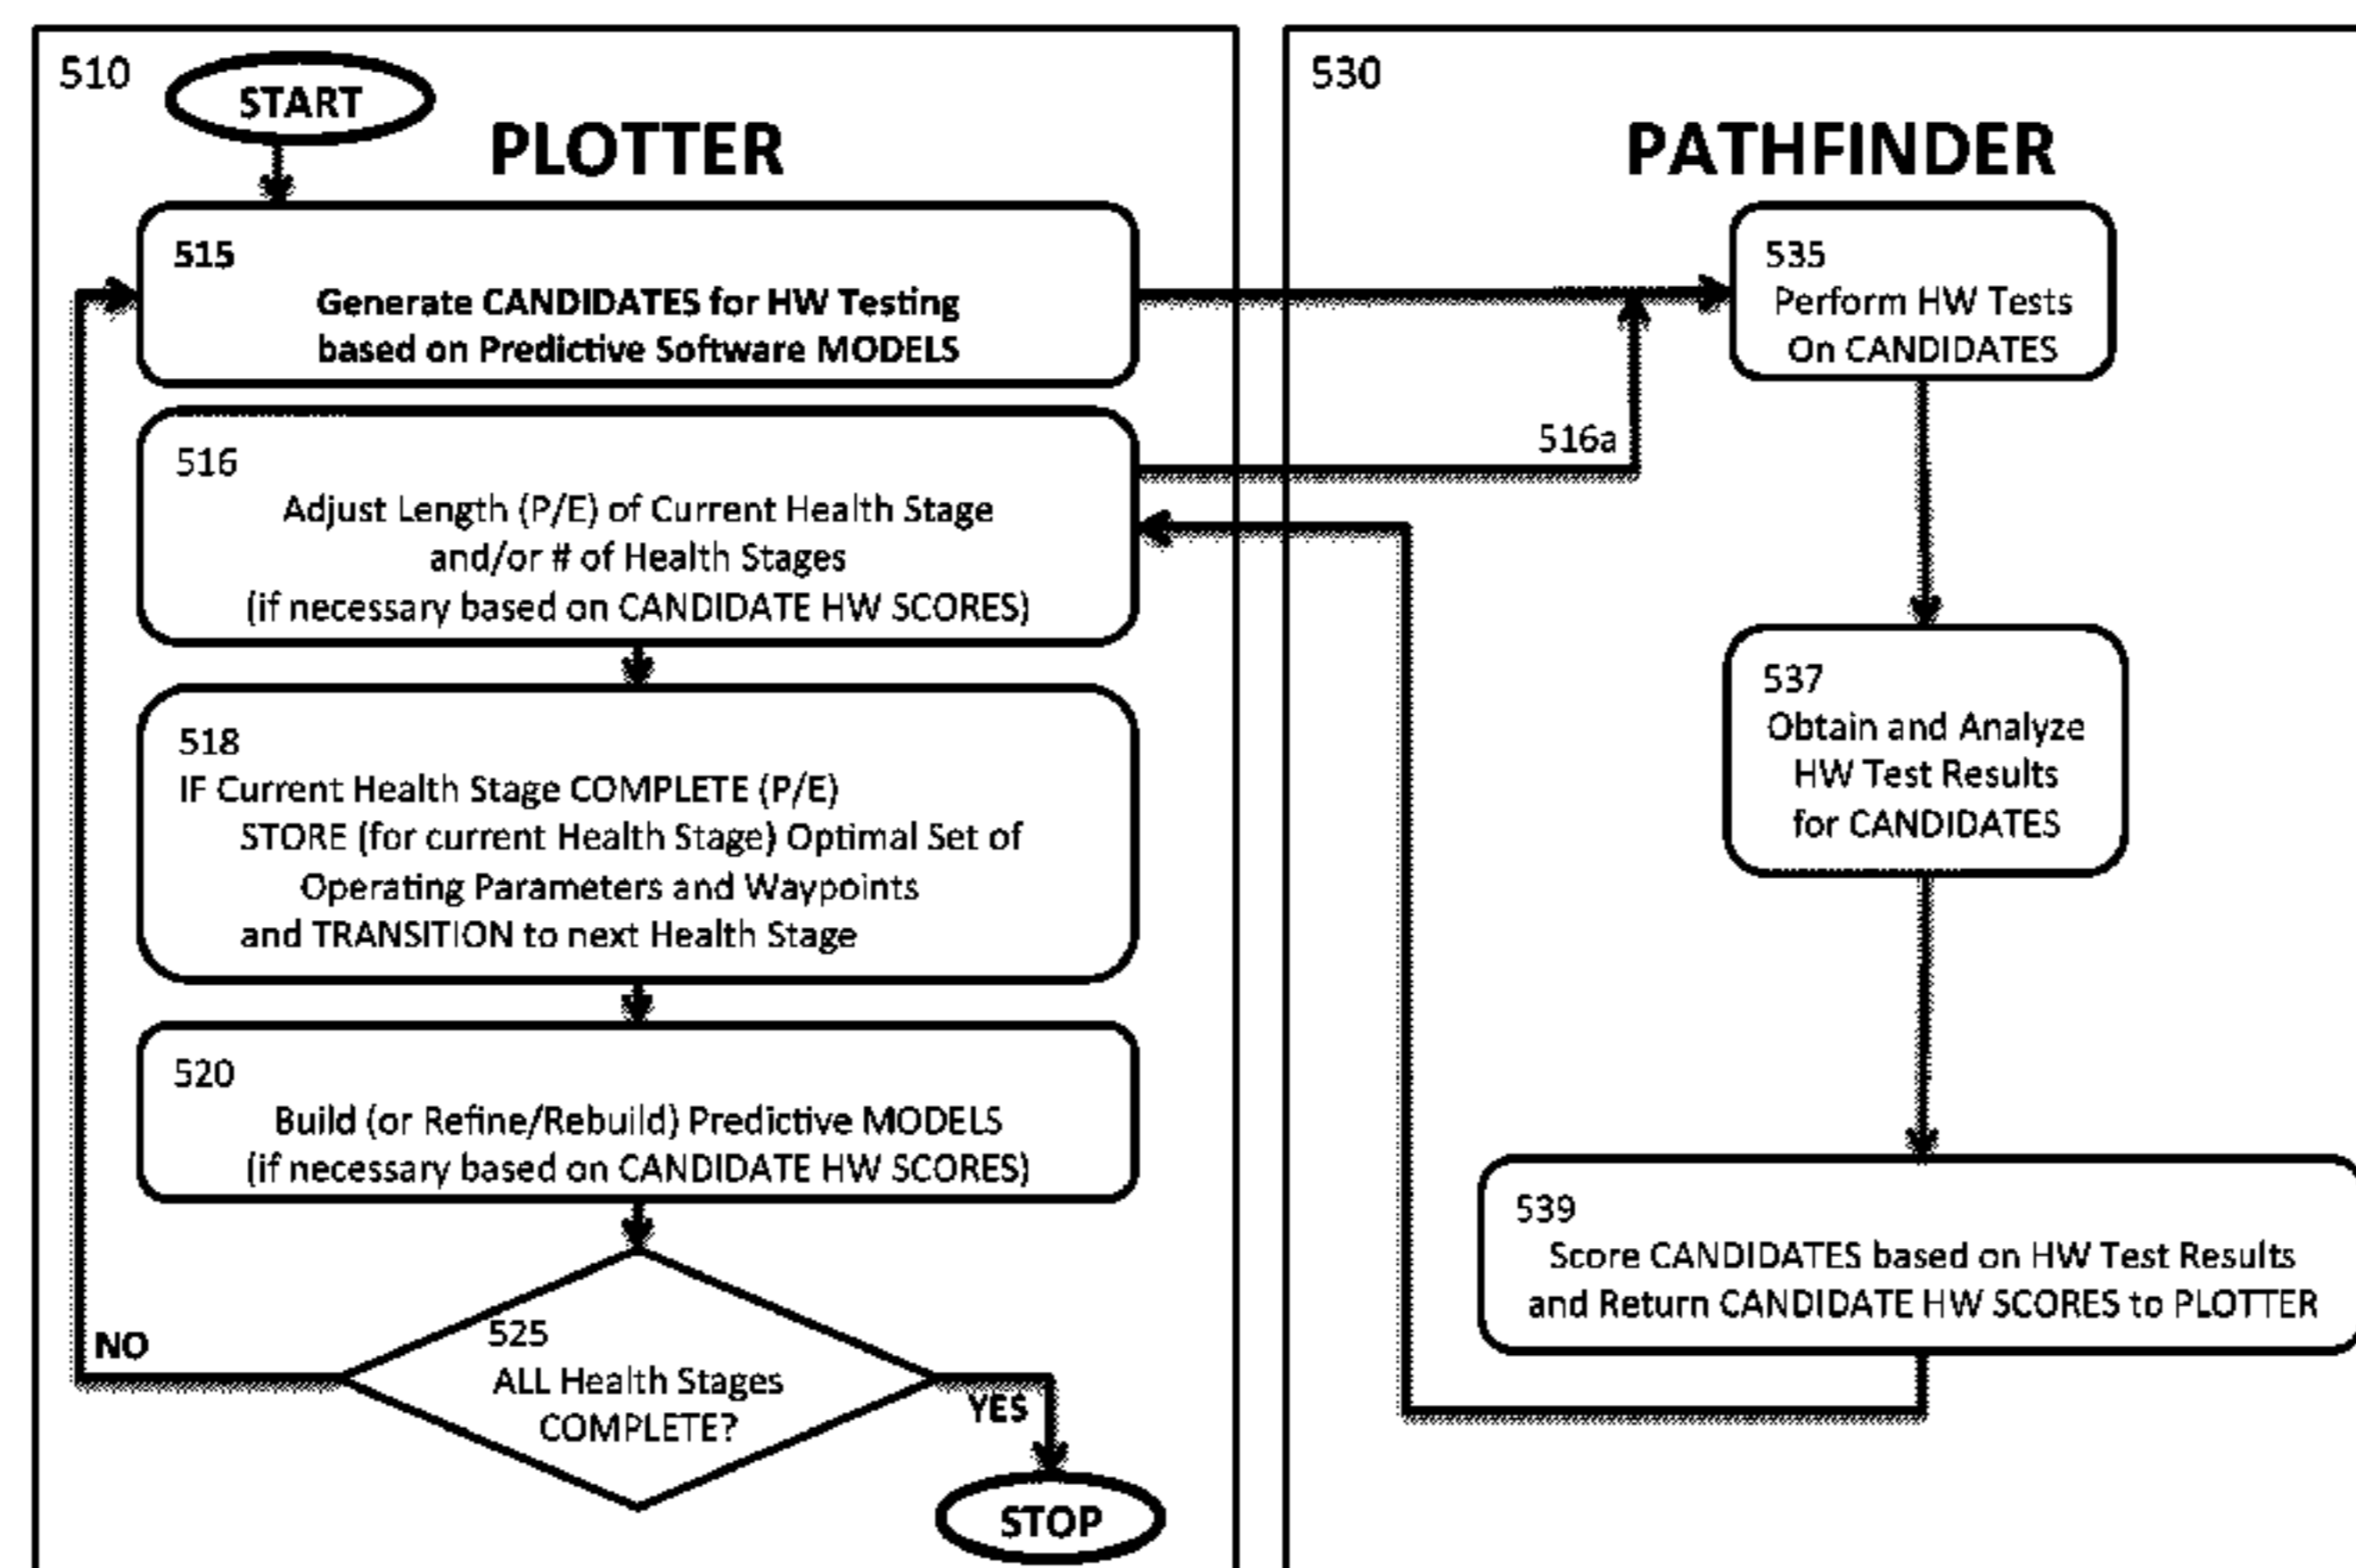 510
START
PLOTTER
515
Generate CANDIDATES for HW Testing
based on Predictive Software MODELS
516
Adjust Length (P/E) of Current Health Stage
and/or # of Health Stages
(if necessary based on CANDIDATE HW SCORES)
518
IF Current Health Stage COMPLETE (P/E)
STORE (for current Health Stage) Optimal Set of
Operating Parameters and Waypoints
and TRANSITION to next Health Stage
520
Build (or Refine/Rebuild) Predictive MODELS
(if necessary based on CANDIDATE HW SCORES)
525
ALL Health Stages
COMPLETE?
NO
YES
STOP
530
PATHFINDER
535
Perform HW Tests
On CANDIDATES
516a
537
Obtain and Analyze
HW Test Results
for CANDIDATES
539
Score CANDIDATES based on HW Test Results
and Return CANDIDATE HW SCORES to PLOTTER